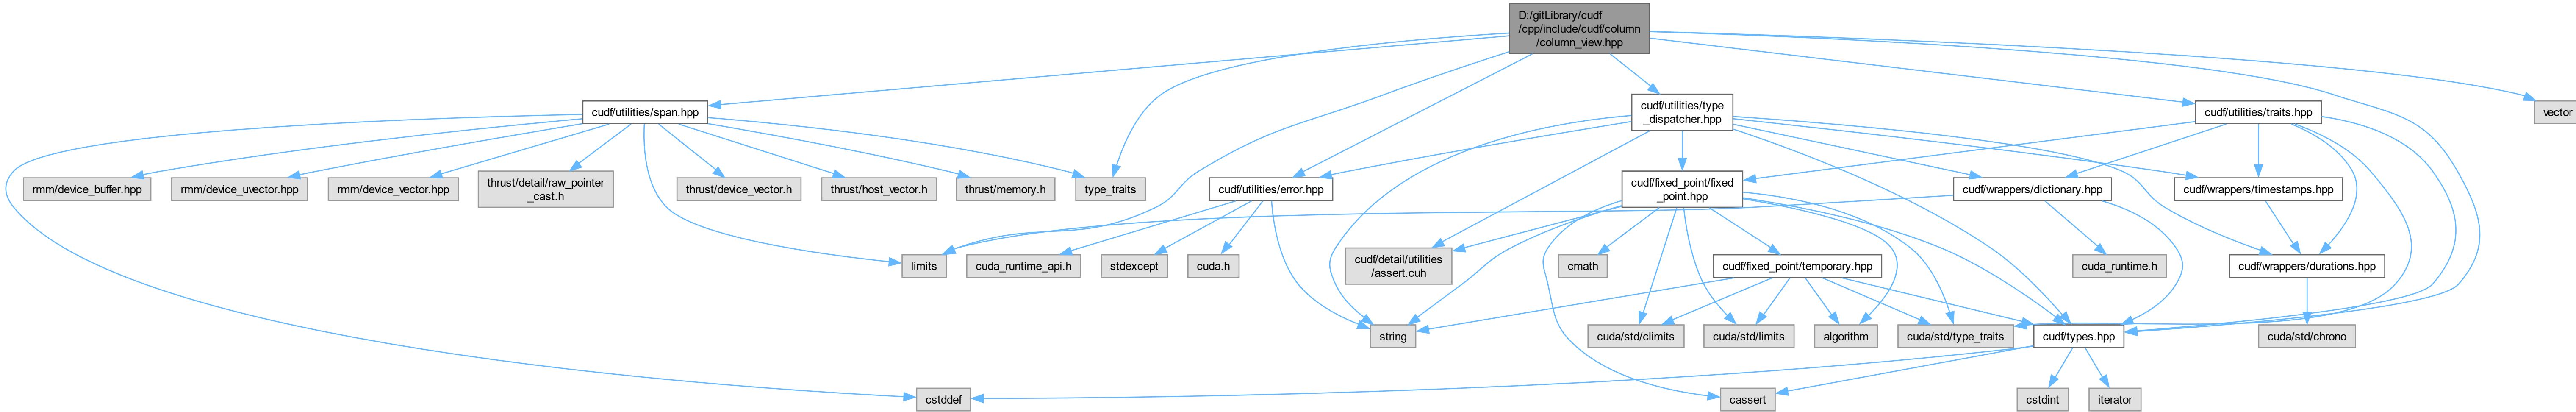 D:/gitLibrary/cudf
/cpp/include/cudf/column
/column_view.hpp
cudf/utilities/span.hpp
cudf/utilities/type
_dispatcher.hpp
cudf/utilities/traits.hpp
vector
rmm/device_buffer.hpp
rmm/device_uvector.hpp
rmm/device_vector.hpp
thrust/detail/raw_pointer
_cast.h
thrust/device_vector.h
thrust/host_vector.h
thrust/memory.h
type_traits
cudf/utilities/error.hpp
cudf/fixed_point/fixed
_point.hpp
cudf/wrappers/dictionary.hpp
cudf/wrappers/timestamps.hpp
limits
cuda_runtime_api.h
stdexcept
cuda.h
cudf/detail/utilities
/assert.cuh
cmath
cudf/fixed_point/temporary.hpp
cuda_runtime.h
cudf/wrappers/durations.hpp
string
cuda/std/climits
cuda/std/limits
algorithm
cuda/std/type_traits
cudf/types.hpp
cuda/std/chrono
cstddef
cassert
cstdint
iterator